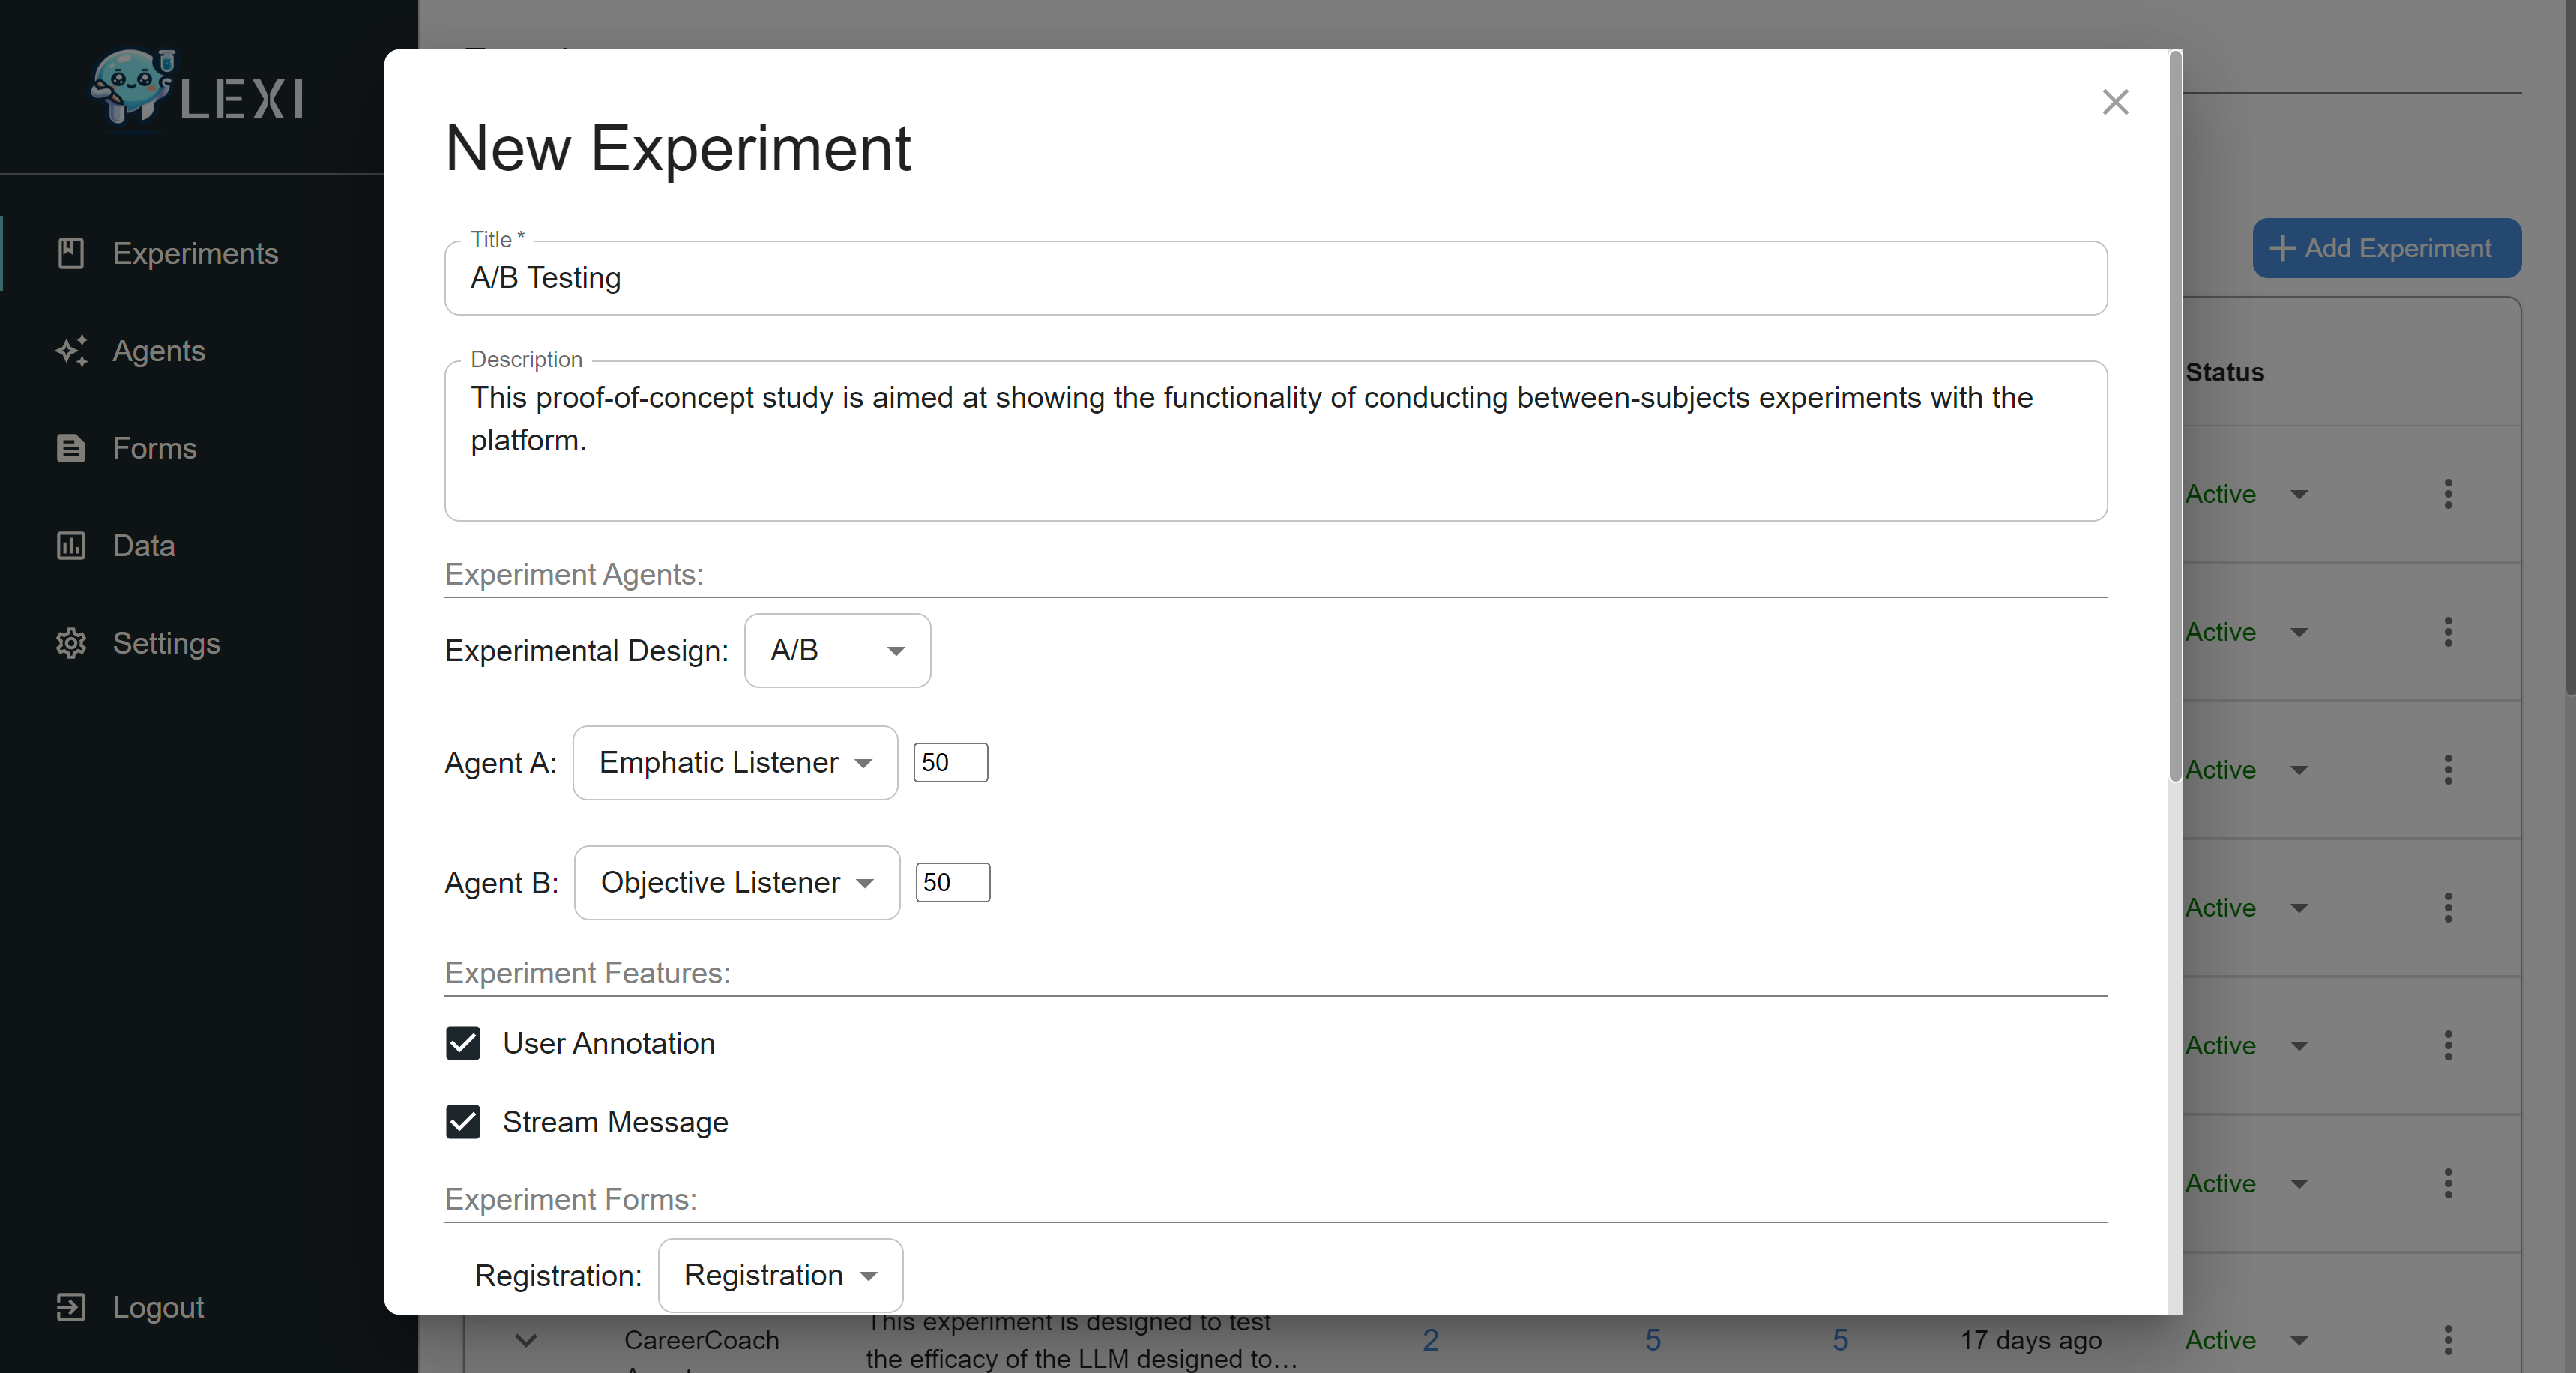 LEXI
Experiments
Agents
Forms
Data
Settings
Logout
New Experiment
Title *
A/B Testing
Description
This proof-of-concept study is aimed at showing the functionality of conducting between-subjects experiments with the
platform.
Experiment Agents:
Experimental Design: A/B
Agent A: Emphatic Listener 50
Agent B: Objective Listener 50
Experiment Features:
User Annotation
Stream Message
Experiment Forms:
Registration: Registration
Add Experiment
Status
Active
Active
Active
Active
Active
Active
CareerCoach
This experiment is designed to test
the efficacy of the LLM designed to...
2 5 5 17 days ago Active